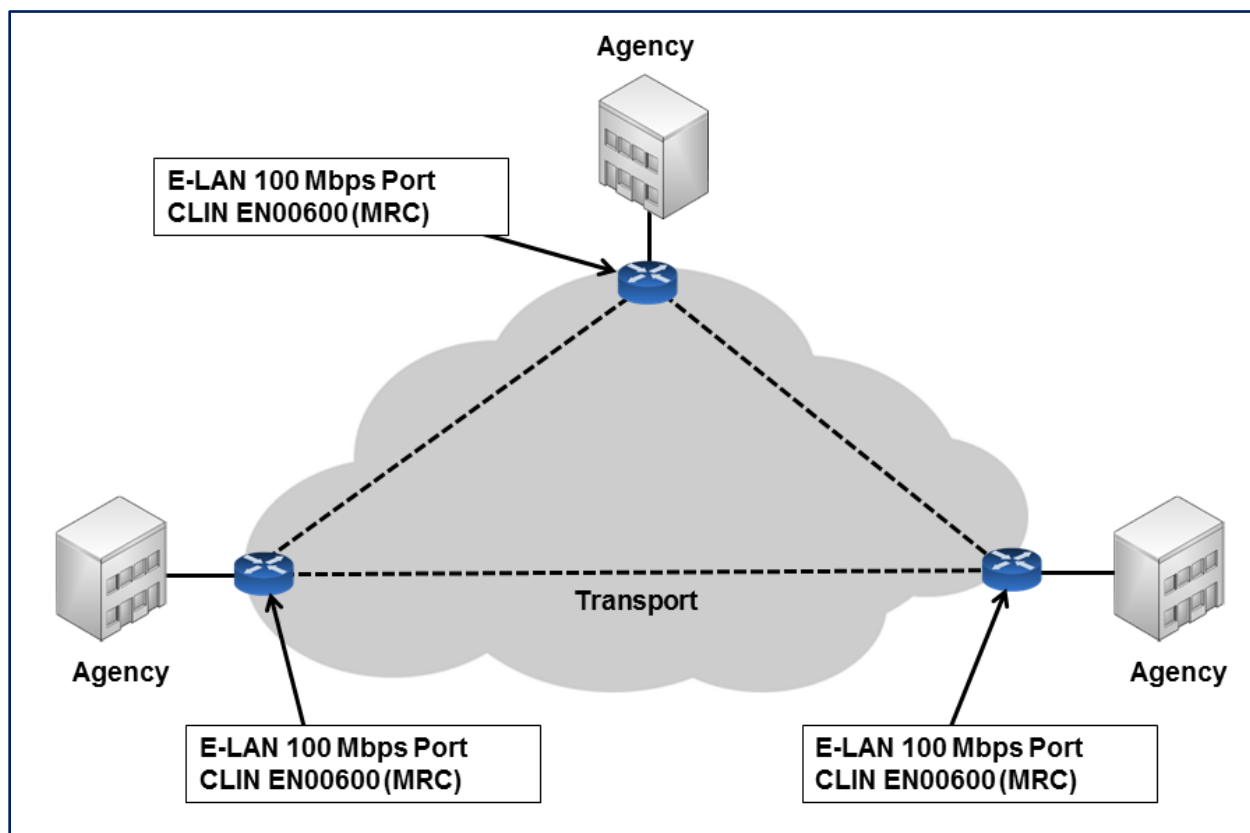 Agency
E-LAN 100 Mbps Port
CLIN EN00600 (MRC)
Transport
Agency
Agency
E-LAN 100 Mbps Port
CLIN EN00600 (MRC)
E-LAN 100 Mbps Port
CLIN EN00600 (MRC)